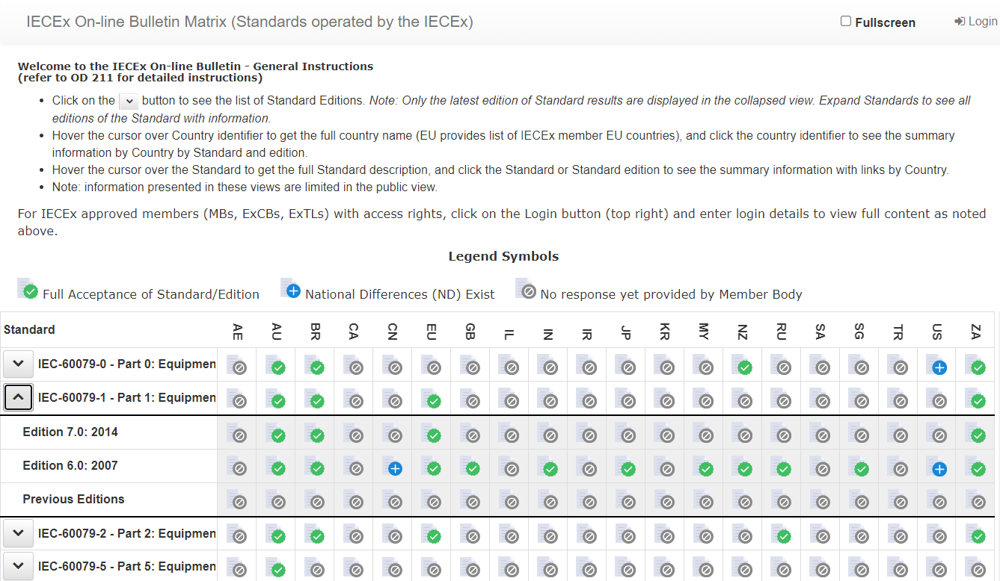 IECEx On-line Bulletin Matrix (Standards operated by the IECEx)
Fullscreen
Login
Welcome to the IECEx On-line Bulletin - General Instructions
(refer to OD 211 for detailed instructions)
• Click on the button to see the list of Standard Editions. Note: Only the latest edition of Standard results are displayed in the collapsed view. Expand Standards to see all
editions of the Standard with information.
• Hover the cursor over Country identifier to get the full country name (EU provides list of IECEx member EU countries), and click the country identifier to see the summary
information by Country by Standard and edition.
• Hover the cursor over the Standard to get the full Standard description, and click the Standard or Standard edition to see the summary information with links by Country.
• Note: information presented in these views are limited in the public view.
For IECEx approved members (MBs, ExCBs, ExTLs) with access rights, click on the Login button (top right) and enter login details to view full content as noted
above.
Legend Symbols
Full Acceptance of Standard/Edition National Differences (ND) Exist No response yet provided by Member Body
Standard AE AU BR CA CN EU GB IL IN IR JP KR MY NZ RU SA SG TR US ZA
IEC-60079-0 - Part 0: Equipmen
IEC-60079-1 - Part 1: Equipmen
Edition 7.0: 2014
Edition 6.0: 2007
Previous Editions
IEC-60079-2 - Part 2: Equipmen
IEC-60079-5 - Part 5: Equipmen